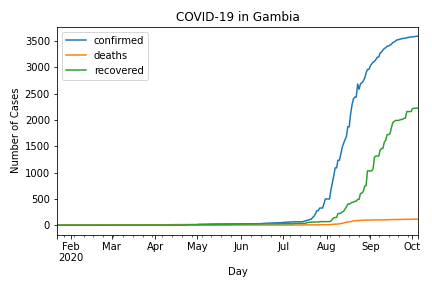 COVID-19 in Gambia
confirmed
deaths
recovered
Number of Cases
3500
3000
2500
2000
1500
1000
500
0
Feb Mar Apr May Jun Jul Aug Sep Oct
2020
Day